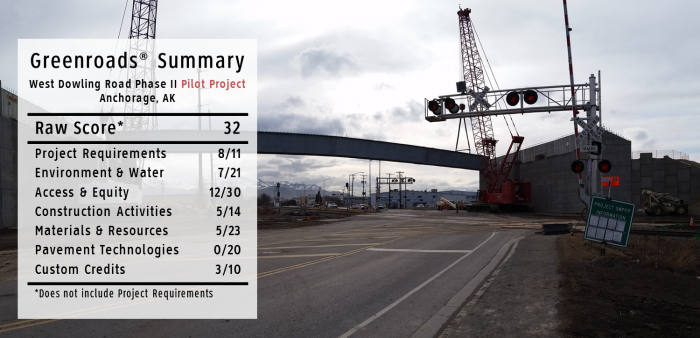 Greenroads® Summary
West Dowling Road Phase II Pilot Project
Anchorage, AK
Raw Score* 32
Project Requirements 8/11
Environment & Water 7/21
Access & Equity 12/30
Construction Activities 5/14
Materials & Resources 5/23
Pavement Technologies 0/20
Custom Credits 3/10
*Does not include Project Requirements
INFORMATION